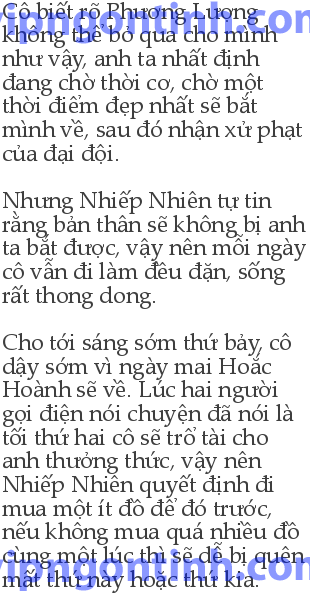 Cô biết rõ Phương Lương
không thể bỏ qua cho mình
như vậy, anh ta nhất định
đang chờ thời cơ, chờ một
thời điểm đẹp nhất sẽ bắt
mình về, sau đó nhận xử phạt
của đại đội.
Nhưng Nhiếp Nhiên tự tin
rằng bản thân sẽ không bị anh
ta bắt được, vậy nên mỗi ngày
cô vẫn đi làm đều đặn, sống
rất thong dong.
Cho tới sáng sớm thứ bảy, cô
dậy sớm vì ngày mai Hoắc
Hoành sẽ về. Lúc hai người
gọi điện nói chuyện đã nói là
tối thứ hai cô sẽ trổ tài cho
anh thưởng thức, vậy nên
Nhiếp Nhiên quyết định đi
mua một ít đồ để đó trước,
nếu không mua quá nhiều đồ
cùng một lúc thì sẽ dễ bị quên
mất thứ này hoặc thứ kia.